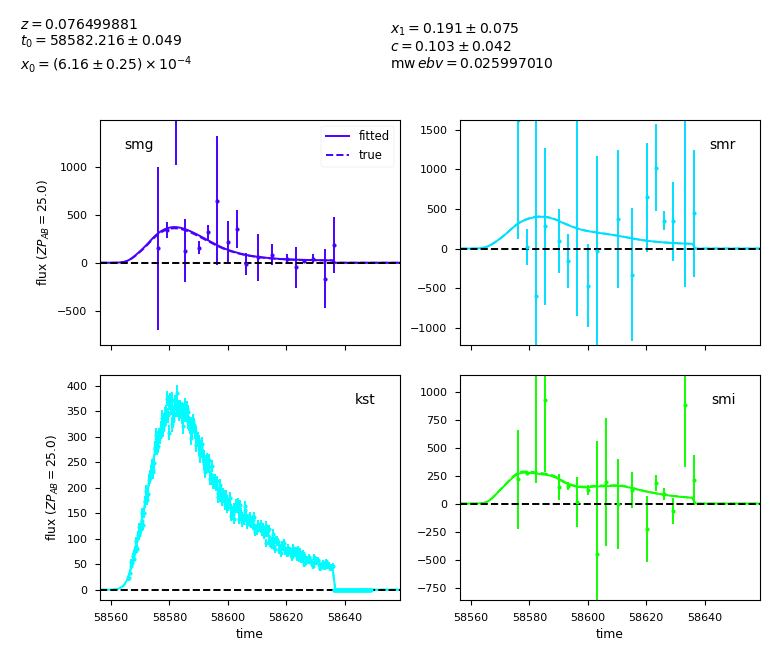 z = 0.076499881
t₀ = 58582.216 ± 0.049
x₀ = (6.16 ± 0.25) × 10⁻⁴
x₁ = 0.191 ± 0.075
c = 0.103 ± 0.042
mw ebv = 0.025997010
smg
fitted
true
1000
500
0
−500
flux (ZP_AB = 25.0)
smr
1500
1000
500
0
−500
−1000
kst
400
350
300
250
200
150
100
50
0
flux (ZP_AB = 25.0)
58560 58580 58600 58620 58640
time
smi
1000
750
500
250
0
−250
−500
−750
58560 58580 58600 58620 58640
time